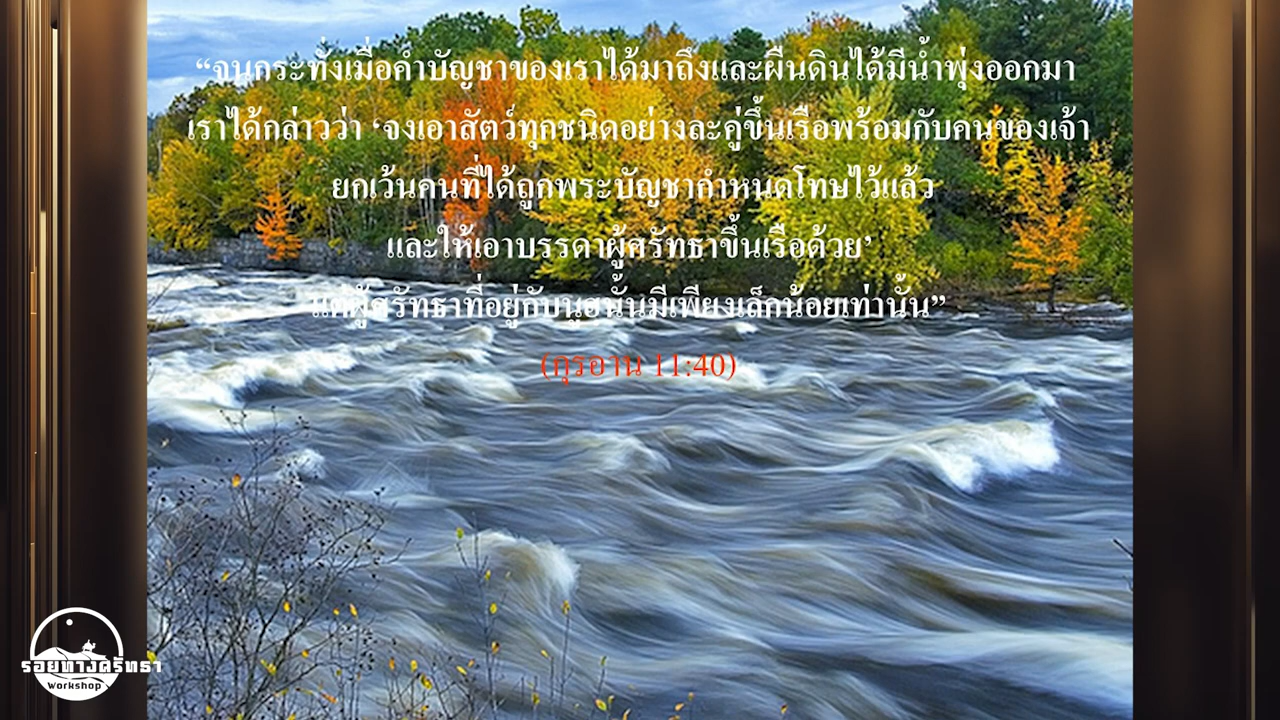 “จนกระทั่งเมื่อคำบัญชาของเราได้มาถึงและผืนดินได้มีน้ำพุ่งออกมา
เราได้กล่าวว่า ‘จงเอาสัตว์ทุกชนิดอย่างละคู่ขึ้นเรือพร้อมกับคนของเจ้า
ยกเว้นคนที่ได้ถูกพระบัญชากำหนดโทษไว้แล้ว
และให้เอาบรรดาผู้ศรัทธาขึ้นเรือด้วย’
แต่ผู้ศรัทธาที่อยู่กับนูฮนั้นมีเพียงเล็กน้อยเท่านั้น”
(กุรอาน 11:40)
รอยทางศรัทธา
Workshop